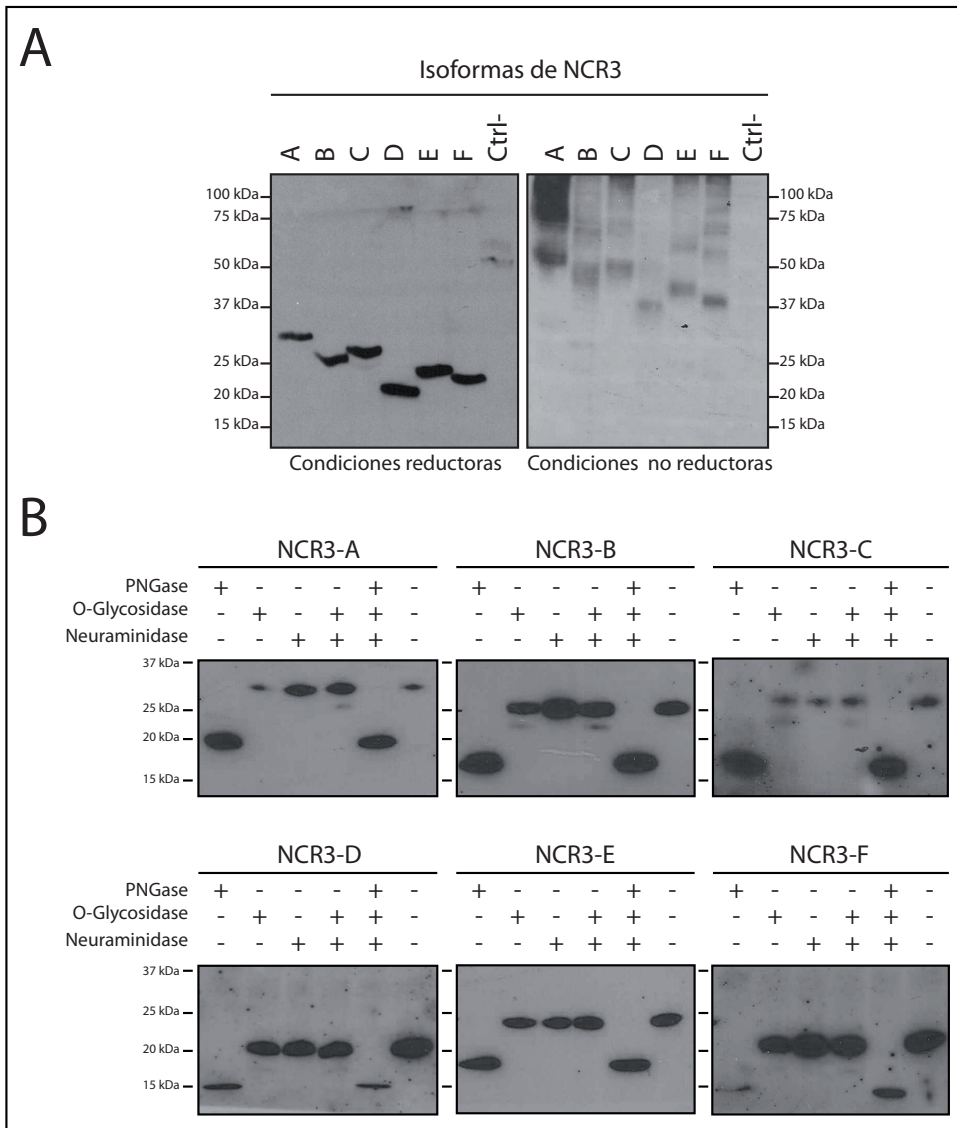 A
Isoformas de NCR3
A B C D E F Ctrl- A B C D E F Ctrl-
100 kDa 100 kDa
75 kDa 75 kDa
50 kDa 50 kDa
37 kDa 37 kDa
25 kDa 25 kDa
20 kDa 20 kDa
15 kDa 15 kDa
Condiciones reductoras Condiciones no reductoras
B
NCR3-A NCR3-B NCR3-C
PNGase + - - - + - + - - - + - + - - - + -
O-Glycosidase - + - + + - - + - + + - - + - + + -
Neuraminidase - - + + + - - - + + + - - - + + + -
37 kDa
25 kDa
20 kDa
15 kDa
NCR3-D NCR3-E NCR3-F
PNGase + - - - + - + - - - + - + - - - + -
O-Glycosidase - + - + + - - + - + + - - + - + + -
Neuraminidase - - + + + - - - + + + - - - + + + -
37 kDa
25 kDa
20 kDa
15 kDa